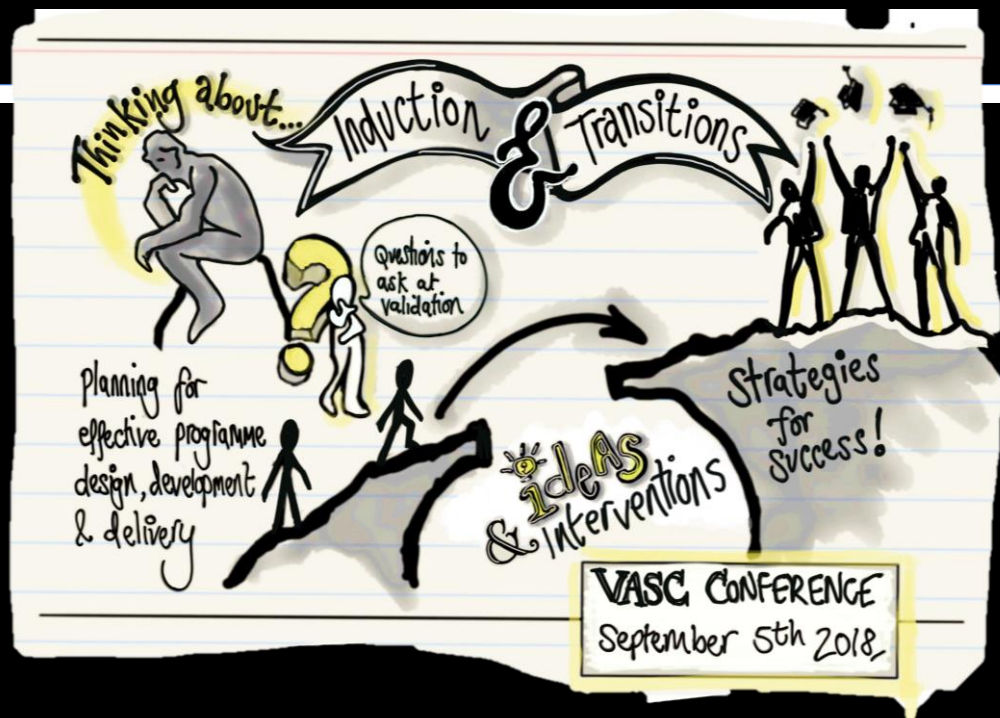 Thinking about...
Induction & Transitions
Questions to
ask at
validation
Planning for
effective programme
design, development
& delivery
ideas
& Interventions
Strategies
for
success!
VASC CONFERENCE
September 5th 2018